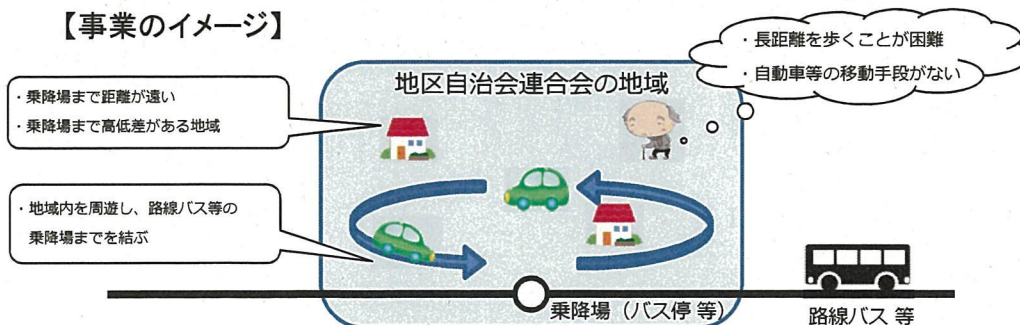 【事業のイメージ】
・長距離を歩くことが困難
・自動車等の移動手段がない
地区自治会連合会の地域
・乗降場まで距離が遠い
・乗降場まで高低差がある地域
・地域内を周遊し、路線バス等の
乗降場までを結ぶ
乗降場（バス停 等）
路線バス 等